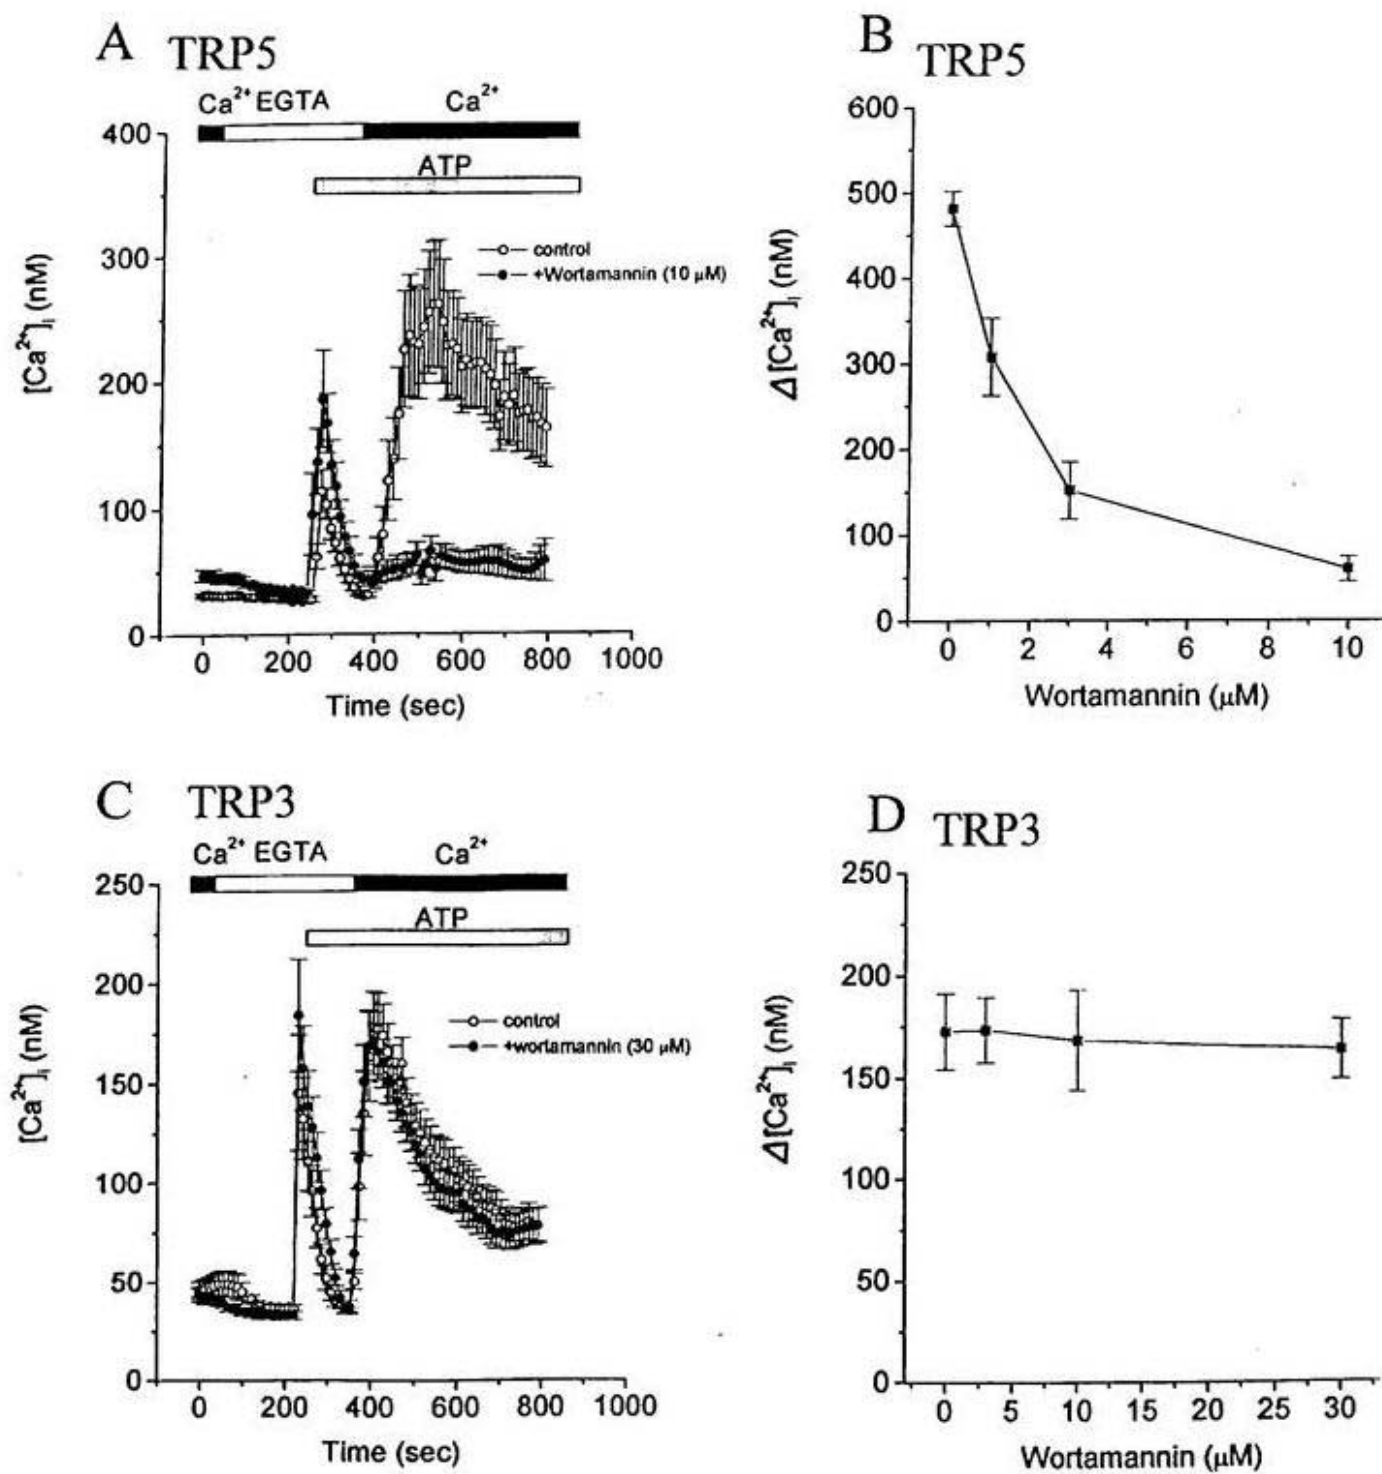 A TRP5
Ca²⁺ EGTA Ca²⁺
ATP
control
+Wortamannin (10 μM)
[Ca²⁺]ᵢ (nM)
400
300
200
100
0
0 200 400 600 800 1000
Time (sec)
B TRP5
Δ[Ca²⁺]ᵢ (nM)
600
500
400
300
200
100
0
0 2 4 6 8 10
Wortamannin (μM)
C TRP3
Ca²⁺ EGTA Ca²⁺
ATP
control
+wortamannin (30 μM)
[Ca²⁺]ᵢ (nM)
250
200
150
100
50
0
0 200 400 600 800 1000
Time (sec)
D TRP3
Δ[Ca²⁺]ᵢ (nM)
250
200
150
100
50
0
0 5 10 15 20 25 30
Wortamannin (μM)